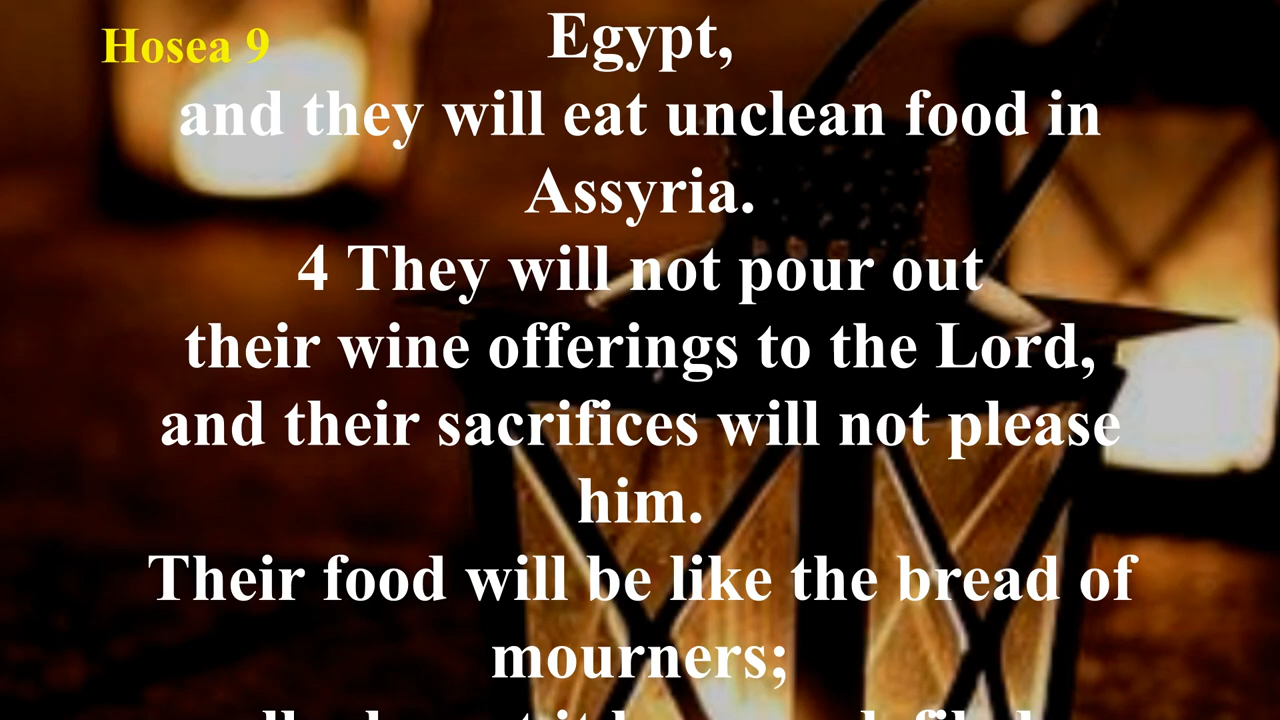 Hosea 9
Egypt,
and they will eat unclean food in
Assyria.
4 They will not pour out
their wine offerings to the Lord,
and their sacrifices will not please
him.
Their food will be like the bread of
mourners;